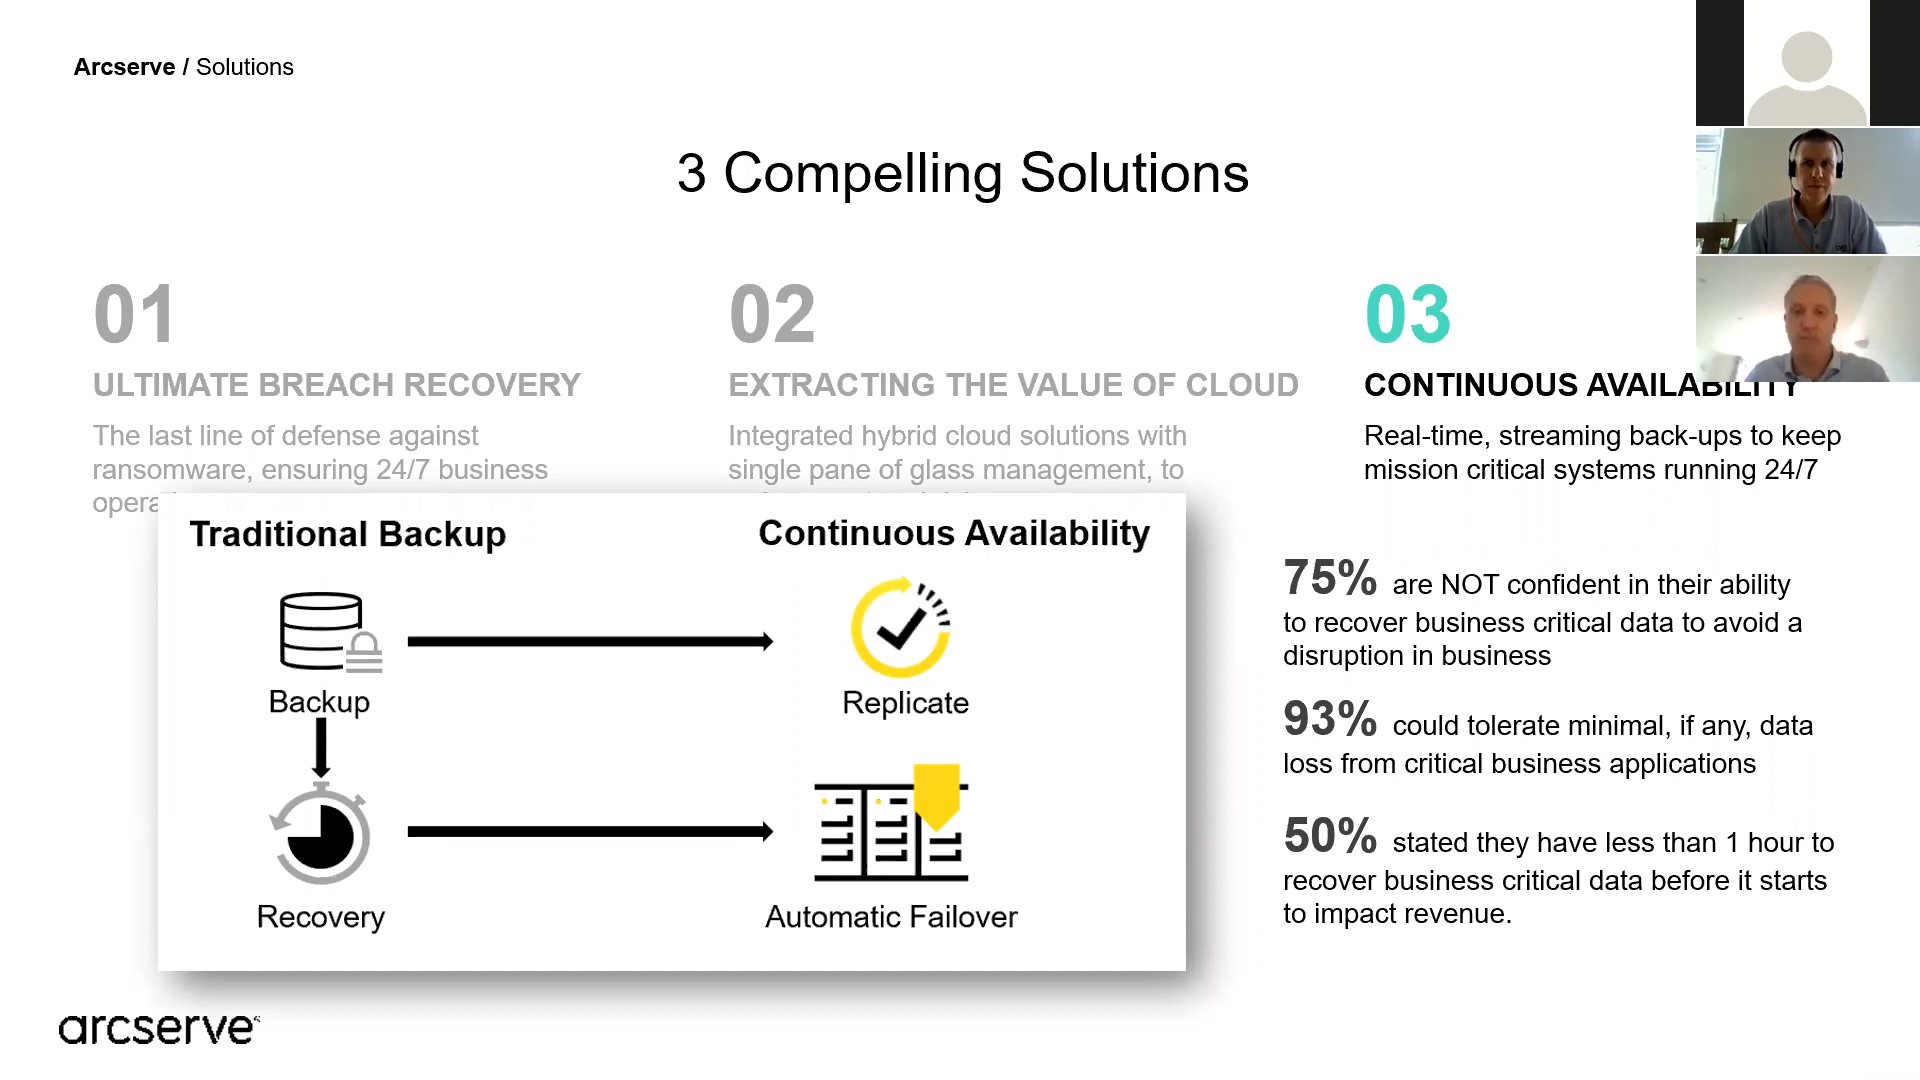 Arcserve / Solutions
3 Compelling Solutions
01
ULTIMATE BREACH RECOVERY
The last line of defense against
ransomware, ensuring 24/7 business
02
EXTRACTING THE VALUE OF CLOUD
Integrated hybrid cloud solutions with
single pane of glass management, to
03
CONTINUOUS AVAILABILITY
Real-time, streaming back-ups to keep
mission critical systems running 24/7
Traditional Backup
Continuous Availability
Backup
Replicate
Recovery
Automatic Failover
75% are NOT confident in their ability
to recover business critical data to avoid a
disruption in business
93% could tolerate minimal, if any, data
loss from critical business applications
50% stated they have less than 1 hour to
recover business critical data before it starts
to impact revenue.
arcserve